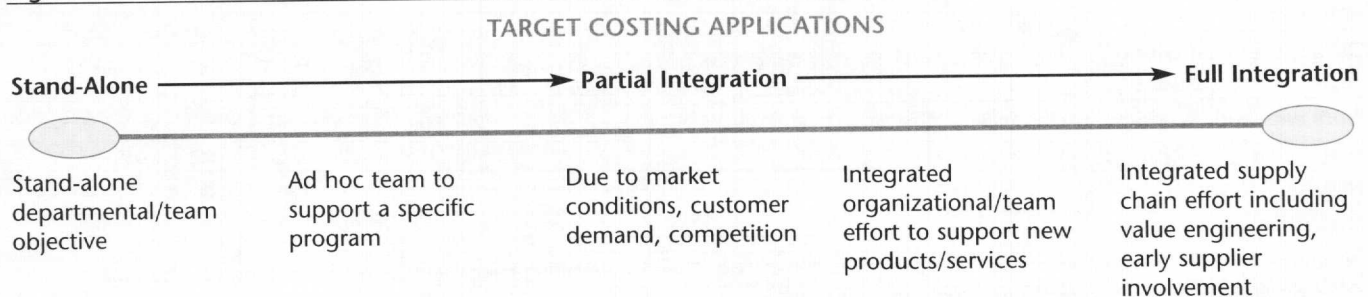 TARGET COSTING APPLICATIONS
Stand-Alone
Partial Integration
Full Integration
Stand-alone
departmental/team
objective
Ad hoc team to
support a specific
program
Due to market
conditions, customer
demand, competition
Integrated
organizational/team
effort to support new
products/services
Integrated supply
chain effort including
value engineering,
early supplier
involvement